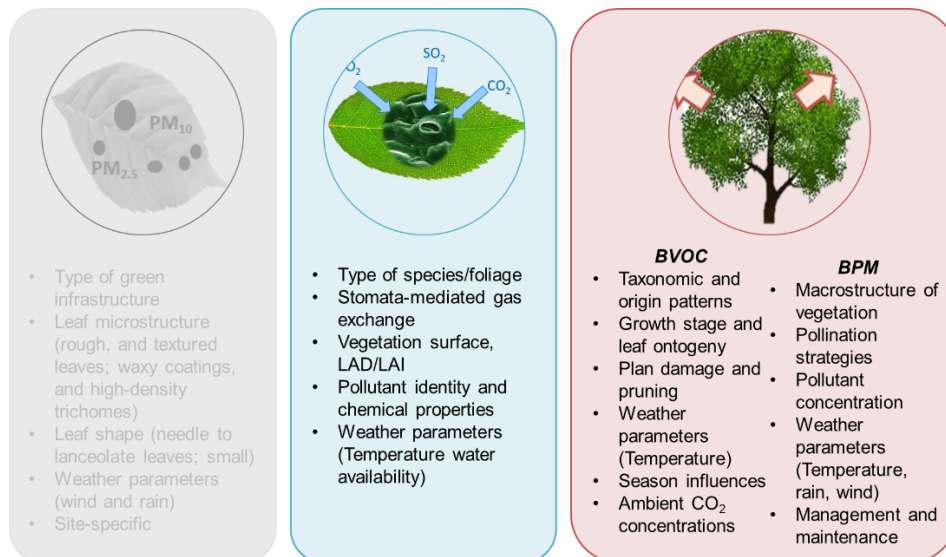 PM10
PM2.5
• Type of green
infrastructure
• Leaf microstructure
(rough, and textured
leaves; waxy coatings,
and high-density
trichomes)
• Leaf shape (needle to
lanceolate leaves; small)
• Weather parameters
(wind and rain)
• Site-specific
O2
SO2
CO2
• Type of species/foliage
• Stomata-mediated gas
exchange
• Vegetation surface,
LAD/LAI
• Pollutant identity and
chemical properties
• Weather parameters
(Temperature water
availability)
BVOC
• Taxonomic and
origin patterns
• Growth stage and
leaf ontogeny
• Plan damage and
pruning
• Weather
parameters
(Temperature)
• Season influences
• Ambient CO2
concentrations
BPM
• Macrostructure of
vegetation
• Pollination
strategies
• Pollutant
concentration
• Weather
parameters
(Temperature,
rain, wind)
• Management and
maintenance